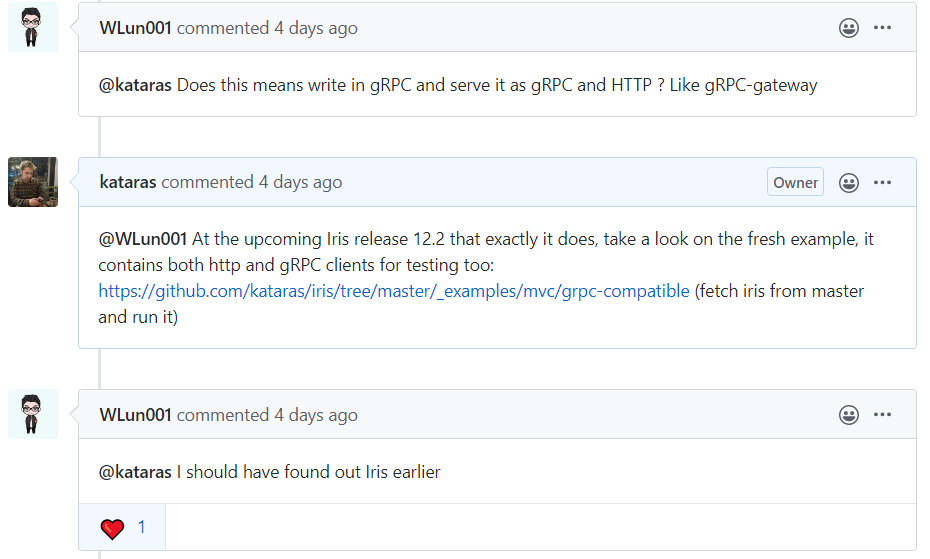 WLun001 commented 4 days ago
@kataras Does this means write in gRPC and serve it as gRPC and HTTP ? Like gRPC-gateway
kataras commented 4 days ago
Owner
@WLun001 At the upcoming Iris release 12.2 that exactly it does, take a look on the fresh example, it
contains both http and gRPC clients for testing too:
https://github.com/kataras/iris/tree/master/_examples/mvc/grpc-compatible (fetch iris from master
and run it)
WLun001 commented 4 days ago
@kataras I should have found out Iris earlier
1